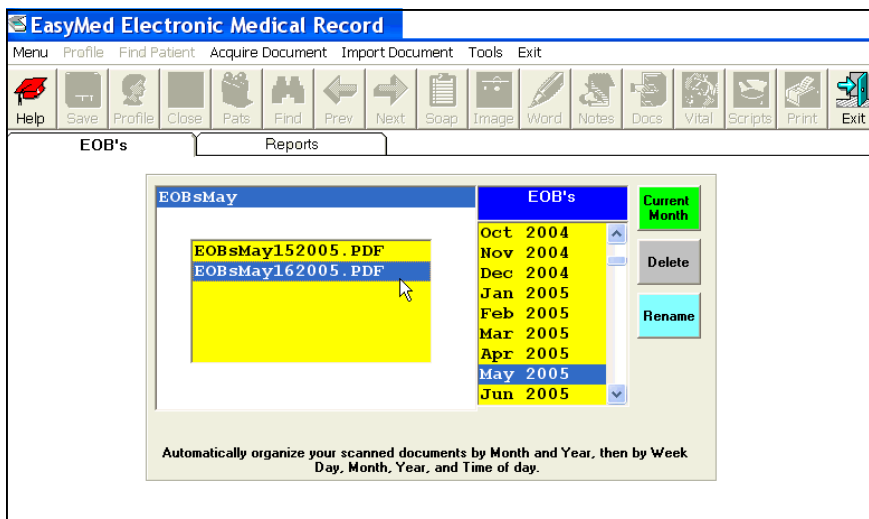 EasyMed Electronic Medical Record
Menu Profile Find Patient Acquire Document Import Document Tools Exit
Help Save Profile Close Pats Find Prev Next Soap Image Word Notes Docs Vital Scripts Print Exit
EOB's Reports
EOBsMay
EOB's
Current
Month
EOBsMay152005.PDF
EOBsMay162005.PDF
Oct 2004
Nov 2004
Dec 2004
Jan 2005
Feb 2005
Mar 2005
Apr 2005
May 2005
Jun 2005
Delete
Rename
Automatically organize your scanned documents by Month and Year, then by Week
Day, Month, Year, and Time of day.